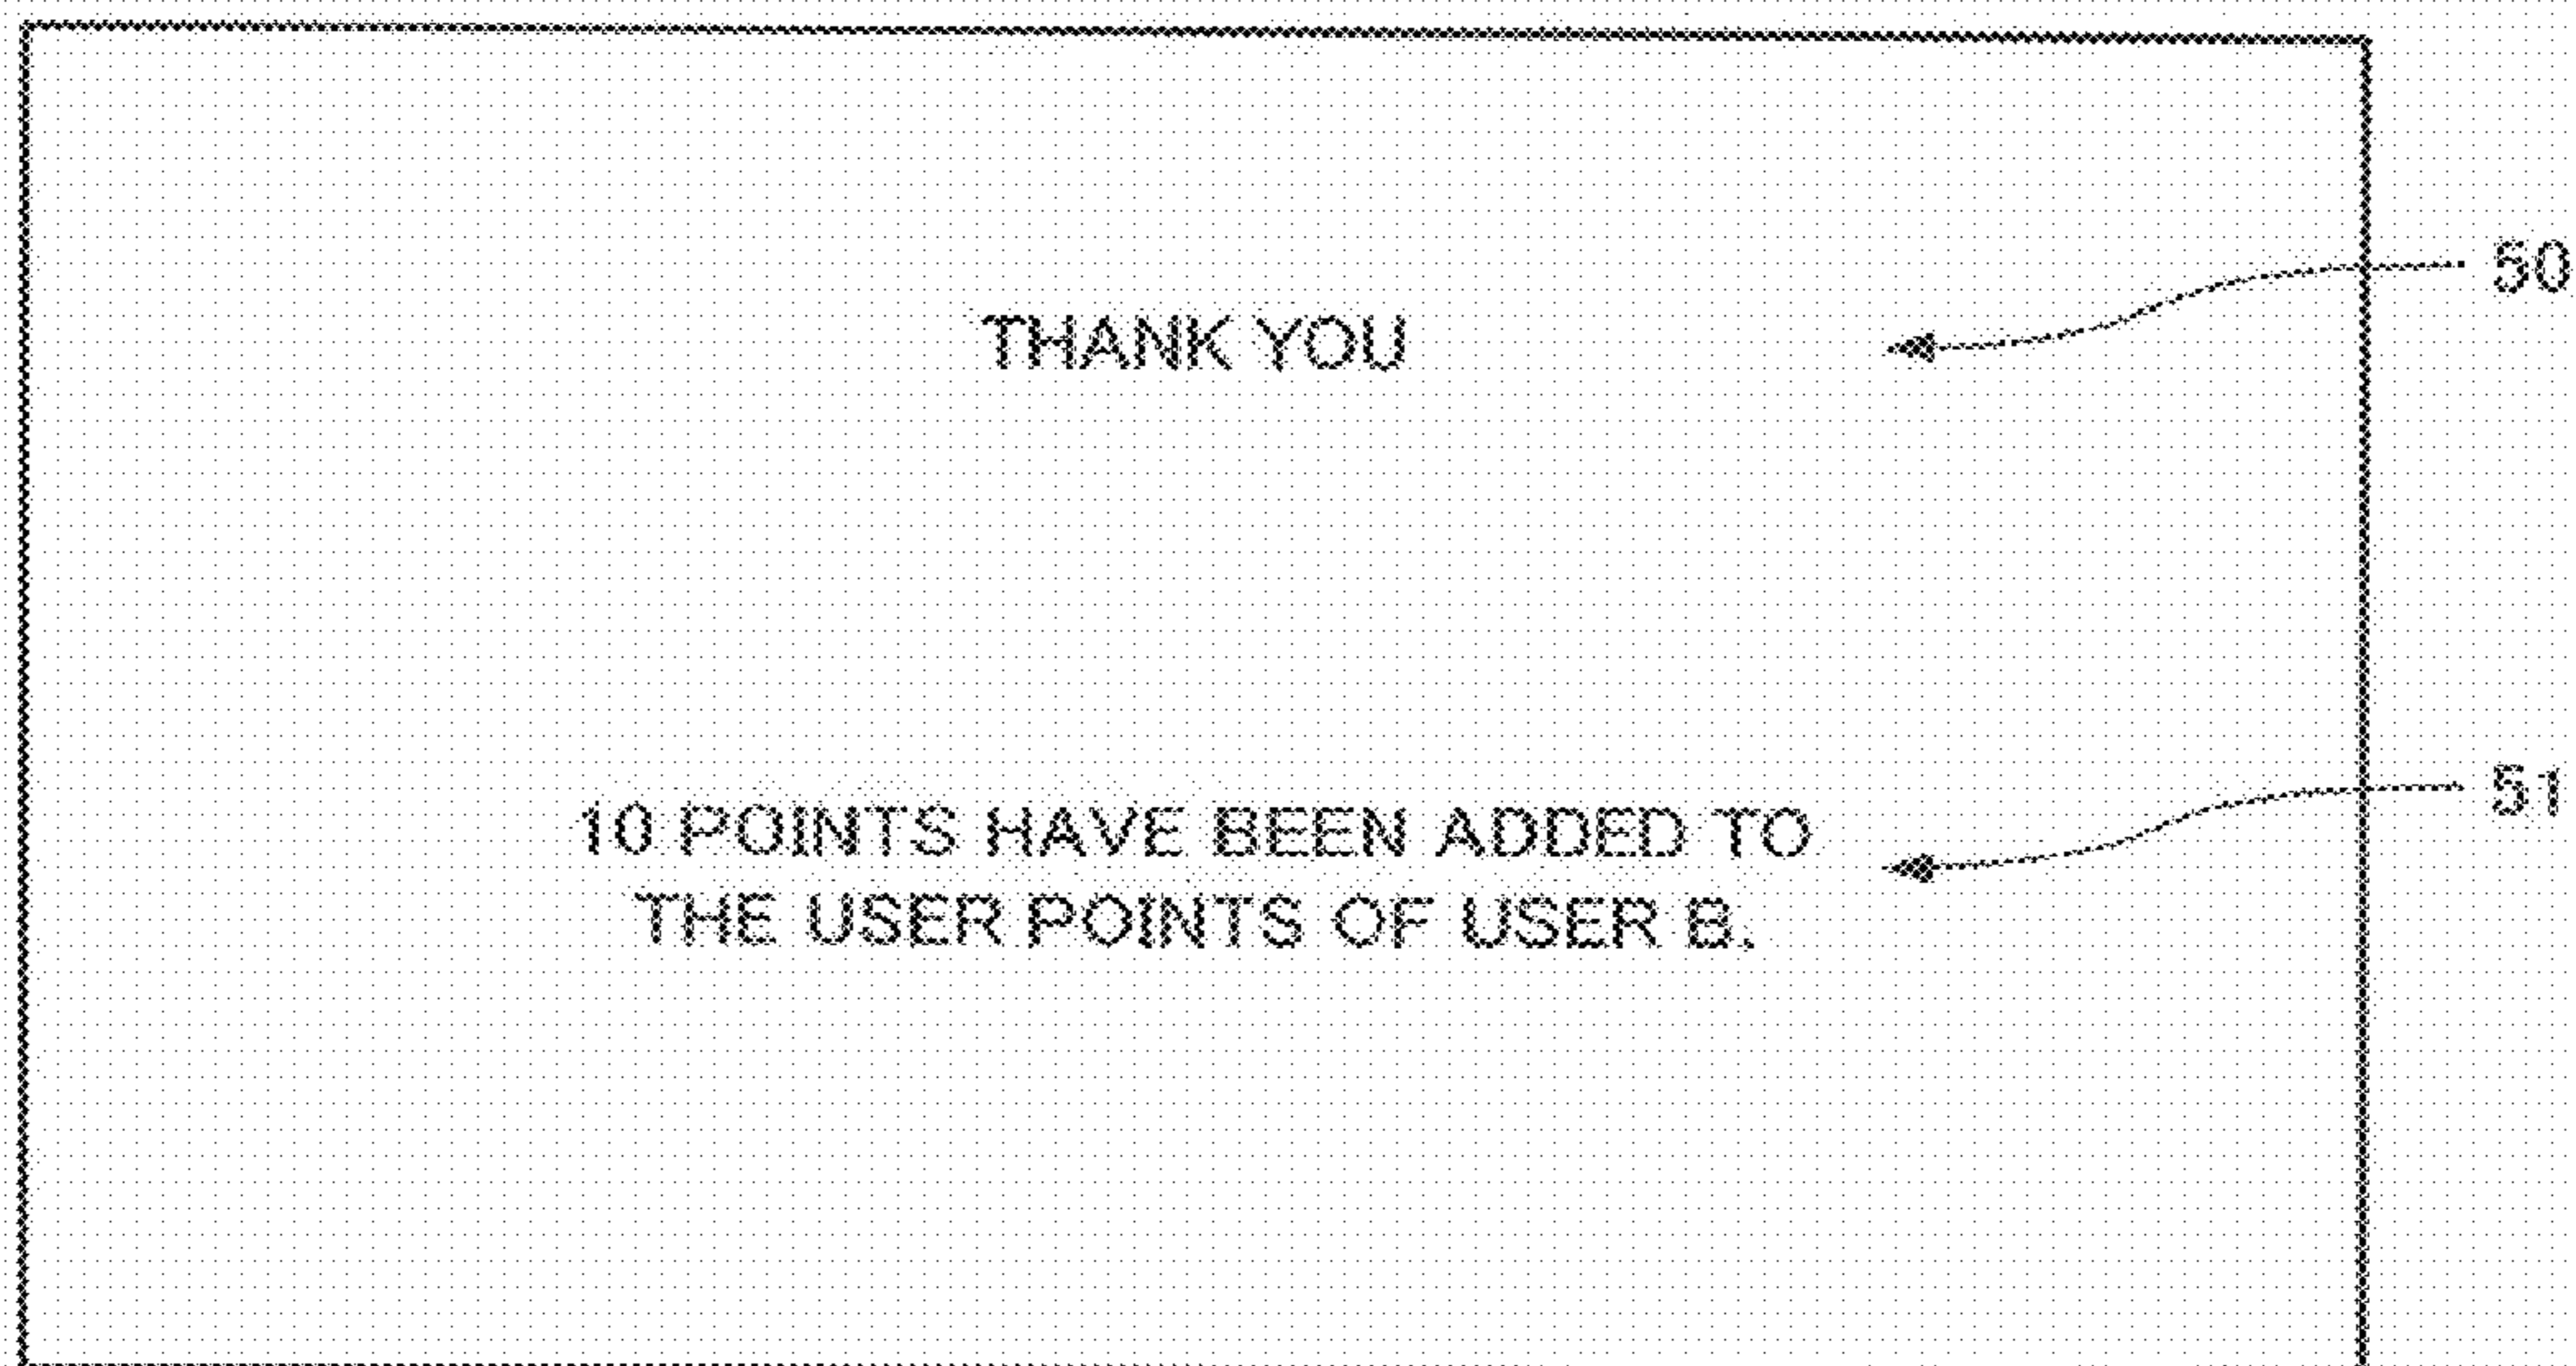 50
THANK YOU
51
10 POINTS HAVE BEEN ADDED TO
THE USER POINTS OF USER B.